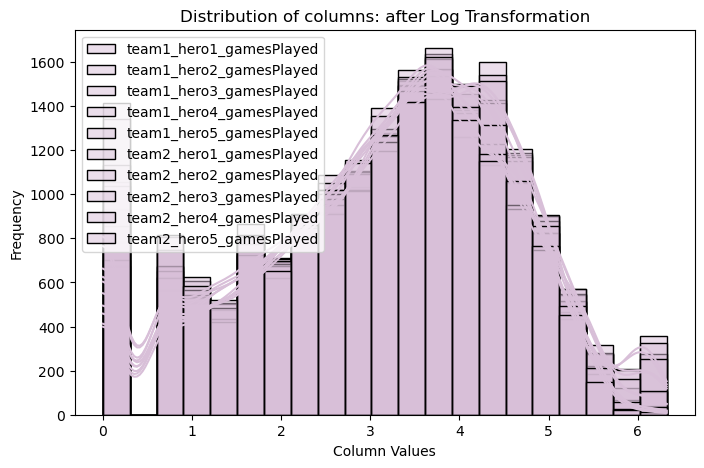 Distribution of columns: after Log Transformation
team1_hero1_gamesPlayed
team1_hero2_gamesPlayed
team1_hero3_gamesPlayed
team1_hero4_gamesPlayed
team1_hero5_gamesPlayed
team2_hero1_gamesPlayed
team2_hero2_gamesPlayed
team2_hero3_gamesPlayed
team2_hero4_gamesPlayed
team2_hero5_gamesPlayed
Frequency
1600
1400
1200
1000
800
600
400
200
0
0 1 2 3 4 5 6
Column Values